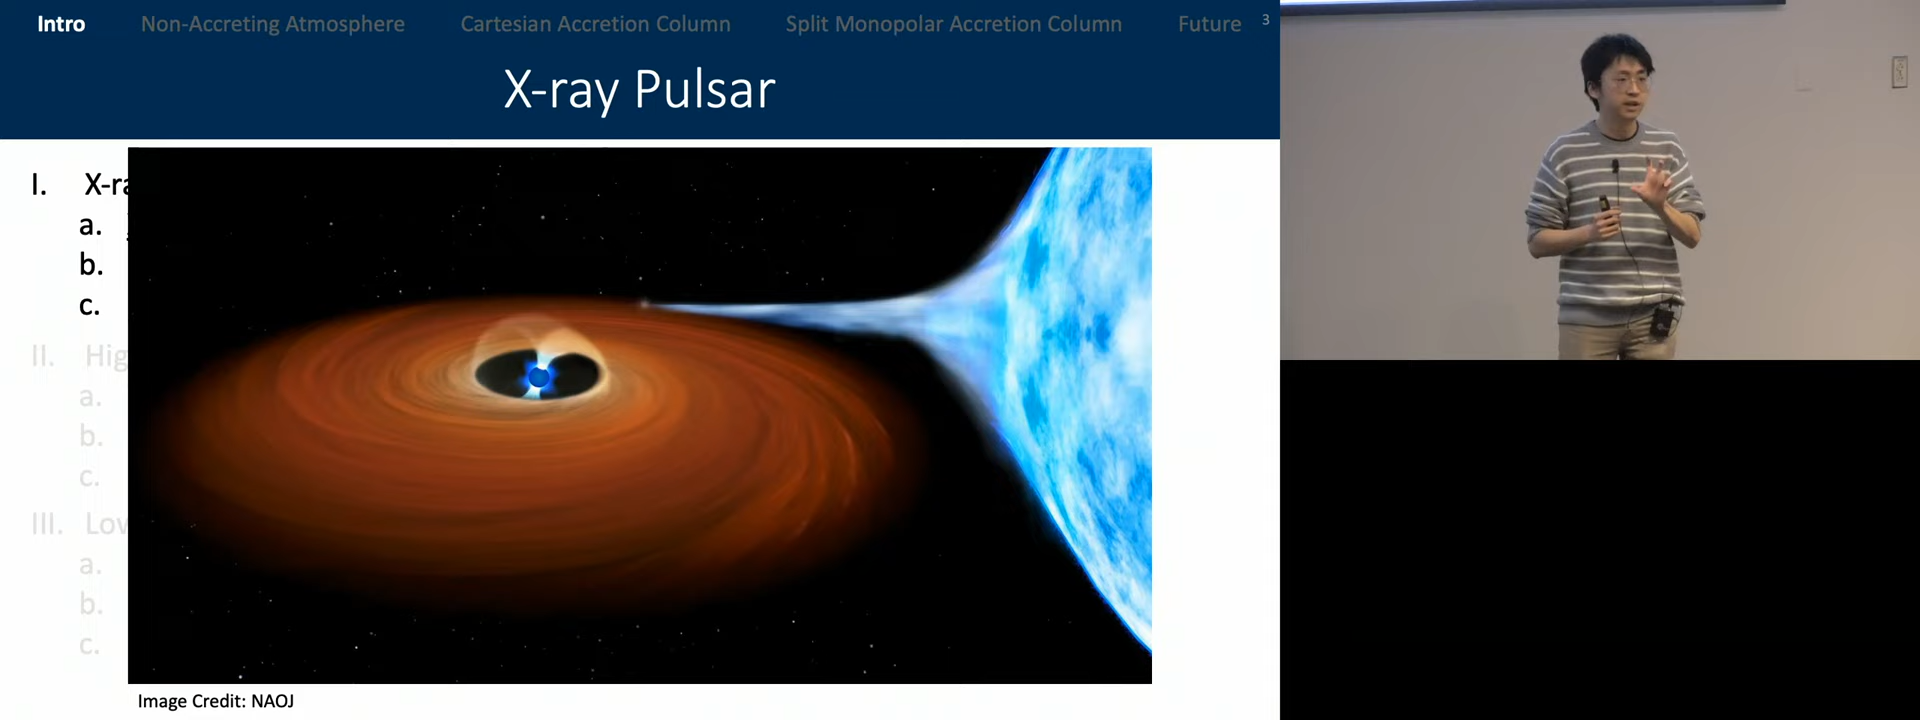 Intro Non-Accreting Atmosphere Cartesian Accretion Column Split Monopolar Accretion Column Future 3
X-ray Pulsar
I. X-ra
a.
b.
c.
II. Hig
a.
b.
c.
III. Low
a.
b.
c.
Image Credit: NAOJ